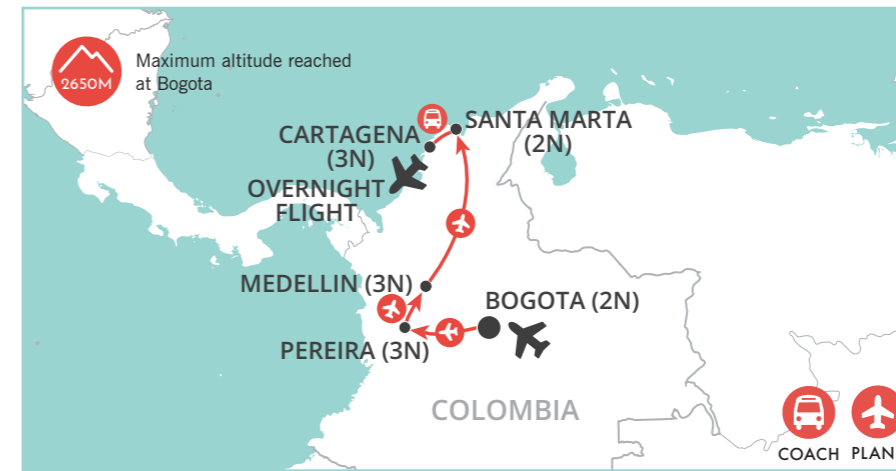 2650M
Maximum altitude reached
at Bogota
CARTAGENA
(3N)
SANTA MARTA
(2N)
OVERNIGHT
FLIGHT
MEDELLIN (3N)
BOGOTA (2N)
PEREIRA (3N)
COLOMBIA
COACH
PLAN